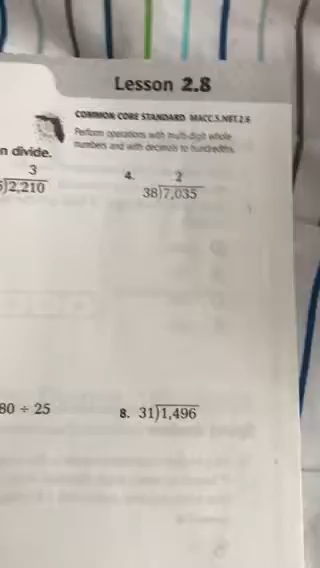 Lesson 2.8
COMMON CORE STANDARD MACC.5.NBT.2.6
Perform operations with multi-digit whole
numbers and with decimals to hundredths.
n divide.
3
)2,210
4. 2
38)7,035
80 ÷ 25
8. 31)1,496